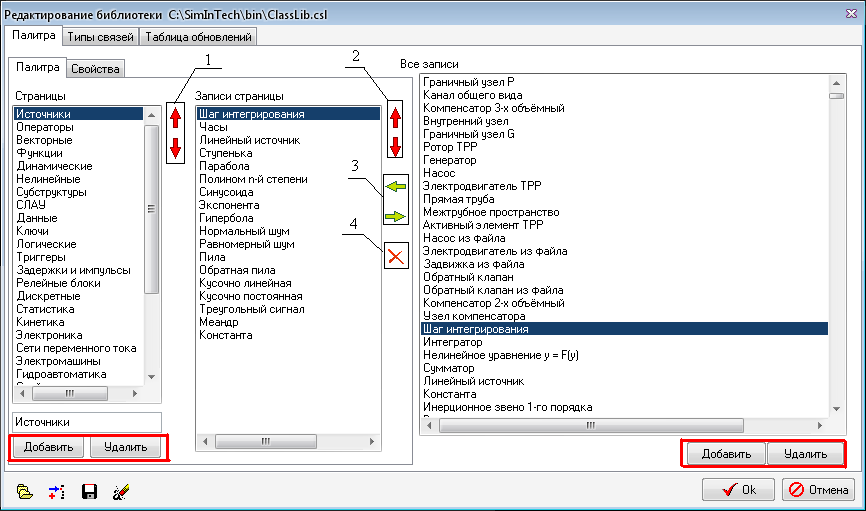 Редактирование библиотеки C:\SimInTech\bin\ClassLib.csl
Палитра Типы связей Таблица обновлений
Палитра Свойства
1
2
3
4
Страницы
Источники
Операторы
Векторные
Функции
Динамические
Нелинейные
Субструктуры
СЛАУ
Данные
Ключи
Логические
Триггеры
Задержки и импульсы
Релейные блоки
Дискретные
Статистика
Кинетика
Электроника
Сети переменного тока
Электромашины
Гидроавтоматика
Источники
Добавить Удалить
Записи страницы
Шаг интегрирования
Часы
Линейный источник
Ступенька
Парабола
Полином n-й степени
Синусоида
Экспонента
Гипербола
Нормальный шум
Равномерный шум
Пила
Обратная пила
Кусочно линейная
Кусочно постоянная
Треугольный сигнал
Меандр
Константа
Все записи
Граничный узел P
Канал общего вида
Компенсатор 3-х объёмный
Внутренний узел
Граничный узел G
Ротор ТРР
Генератор
Насос
Электродвигатель ТРР
Прямая труба
Межтрубное пространство
Активный элемент ТРР
Насос из файла
Электродвигатель из файла
Задвижка из файла
Обратный клапан
Обратный клапан из файла
Компенсатор 2-х объёмный
Узел компенсатора
Шаг интегрирования
Интегратор
Нелинейное уравнение y = F(y)
Сумматор
Линейный источник
Константа
Инерционное звено 1-го порядка
Добавить Удалить
Ok Отмена